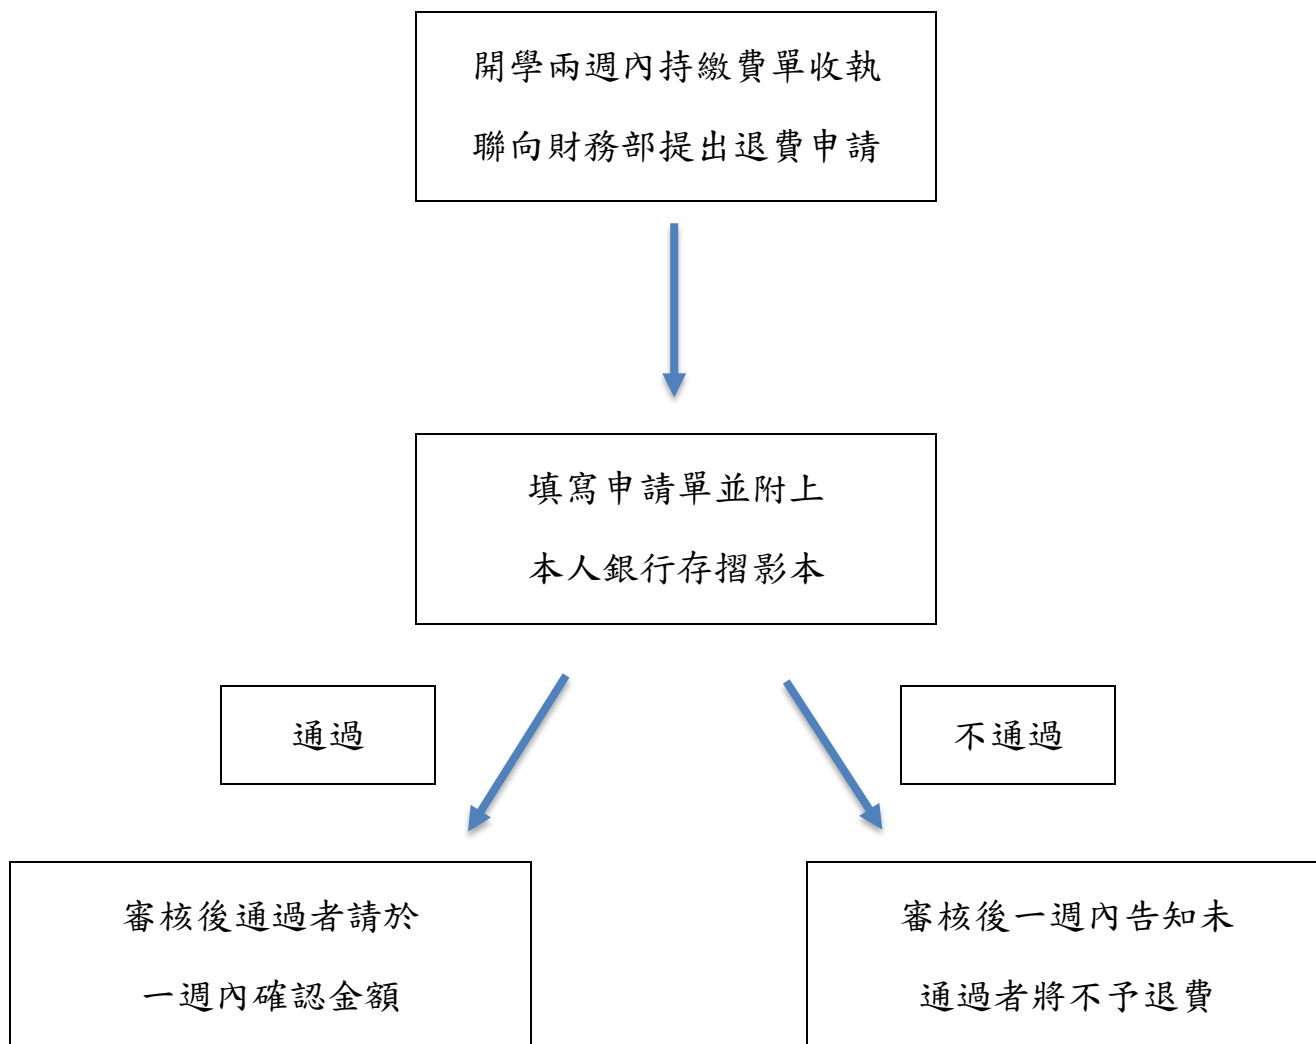 開學兩週內持繳費單收執
聯向財務部提出退費申請
填寫申請單並附上
本人銀行存摺影本
通過
不通過
審核後通過者請於
一週內確認金額
審核後一週內告知未
通過者將不予退費